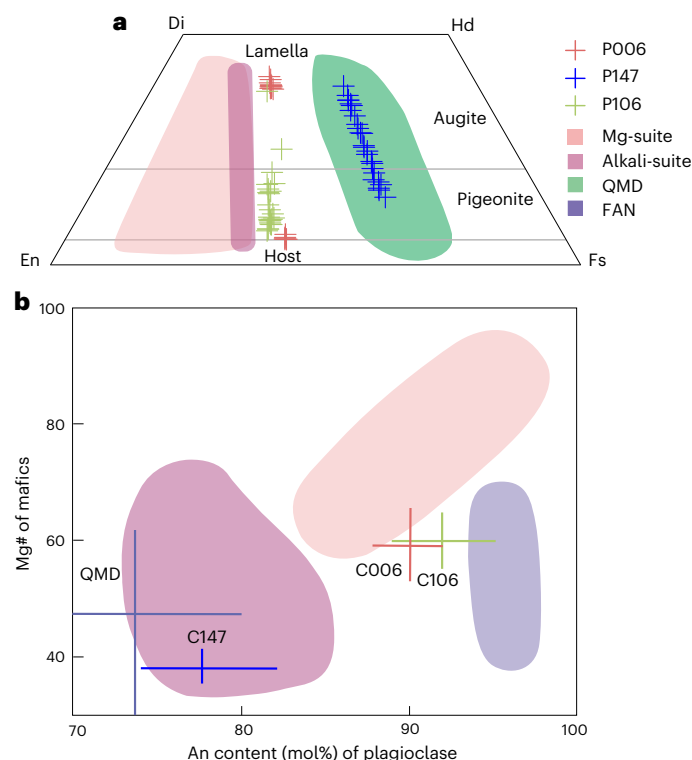 a
Di
Hd
Lamella
Augite
Pigeonite
En
Host
Fs
P006
P147
P106
Mg-suite
Alkali-suite
QMD
FAN
b
100
80
60
40
Mg# of mafics
QMD
C147
C006
C106
70
80
90
100
An content (mol%) of plagioclase